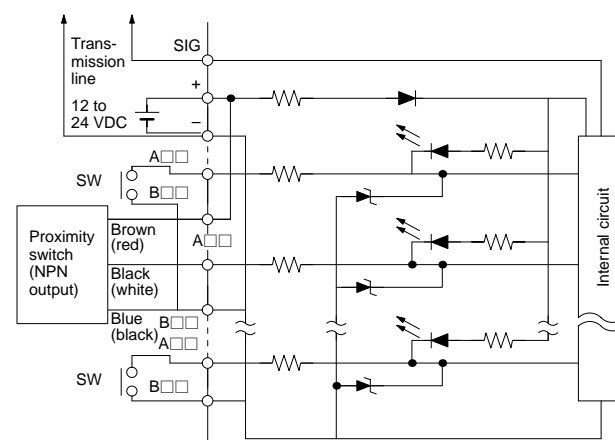 Trans-
mission
line
SIG
+
12 to
24 VDC
–
A□□
SW
B□□
Proximity
switch
(NPN
output)
Brown
(red)
A□□
Black
(white)
Blue
(black)
B□□
A□□
SW
B□□
Internal circuit